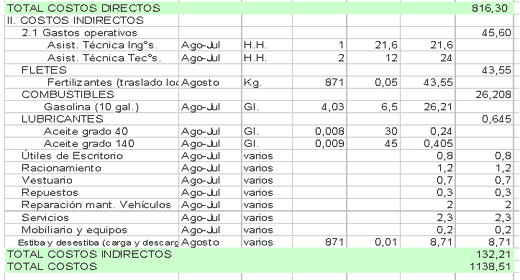 TOTAL COSTOS DIRECTOS 816,30
II. COSTOS INDIRECTOS
2.1 Gastos operativos 45,60
Asist. Técnica Ingºs. Ago-Jul H.H. 1 21,6 21,6
Asist. Técnica Tecºs. Ago-Jul H.H. 2 12 24
FLETES 43,55
Fertilizantes (traslado loc Agosto Kg. 871 0,05 43,55
COMBUSTIBLES 26,208
Gasolina (10 gal.) Ago-Jul Gl. 4,03 6,5 26,21
LUBRICANTES 0,645
Aceite grado 40 Ago-Jul Gl. 0,008 30 0,24
Aceite grado 140 Ago-Jul Gl. 0,009 45 0,405
Útiles de Escritorio Ago-Jul varios 0,8 0,8
Racionamiento Ago-Jul varios 1,2 1,2
Vestuario Ago-Jul varios 0,7 0,7
Repuestos Ago-Jul varios 0,3 0,3
Reparación mant. Vehículos Ago-Jul varios 2 2
Servicios Ago-Jul varios 2,3 2,3
Mobiliario y equipos Ago-Jul varios 0,2 0,2
Estiba y desestiba (carga y descarg Agosto varios 871 0,01 8,71 8,71
TOTAL COSTOS INDIRECTOS 132,21
TOTAL COSTOS 1138,51